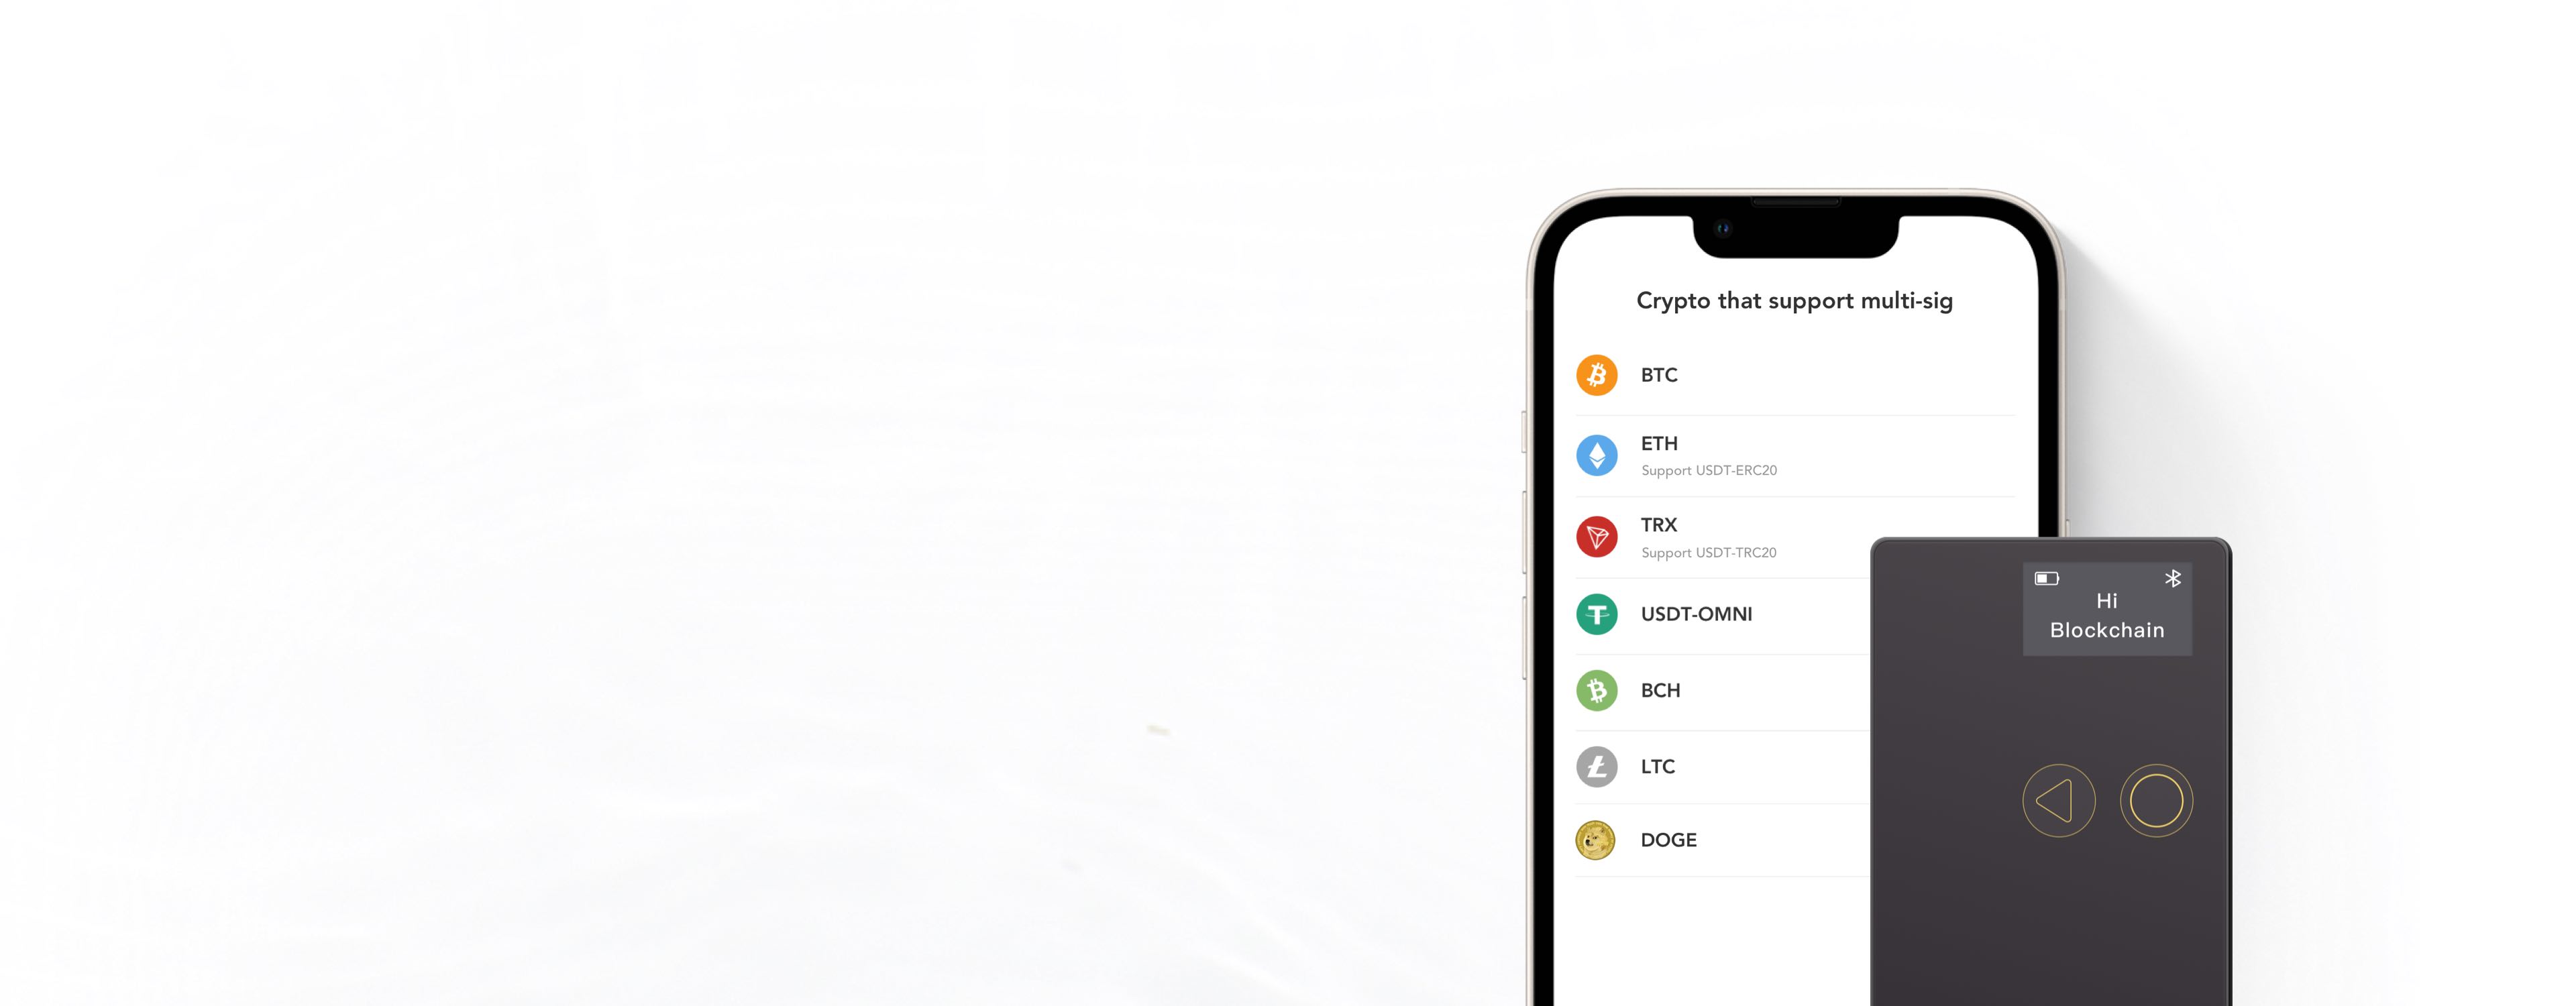 Crypto that support multi-sig
BTC
ETH
Support USDT-ERC20
TRX
Support USDT-TRC20
USDT-OMNI
BCH
LTC
DOGE
Hi
Blockchain